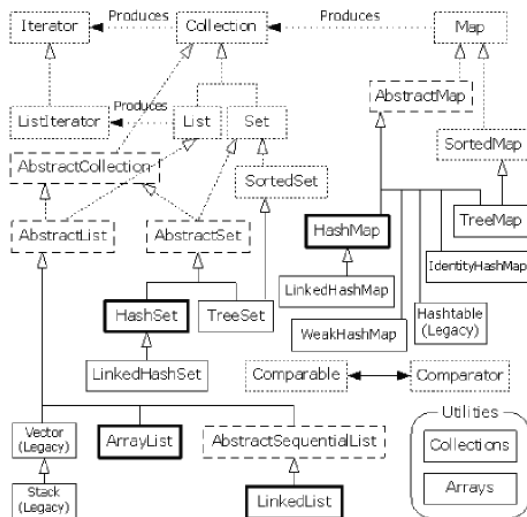 Iterator
Produces
Collection
Produces
Map
AbstractMap
ListIterator
Produces
List
Set
SortedMap
AbstractCollection
SortedSet
AbstractList
AbstractSet
HashMap
TreeMap
IdentityHashMap
LinkedHashMap
HashSet
TreeSet
Hashtable
(Legacy)
WeakHashMap
LinkedHashSet
Comparable
Comparator
Utilities
Vector
(Legacy)
ArrayList
AbstractSequentialList
Collections
Stack
(Legacy)
LinkedList
Arrays